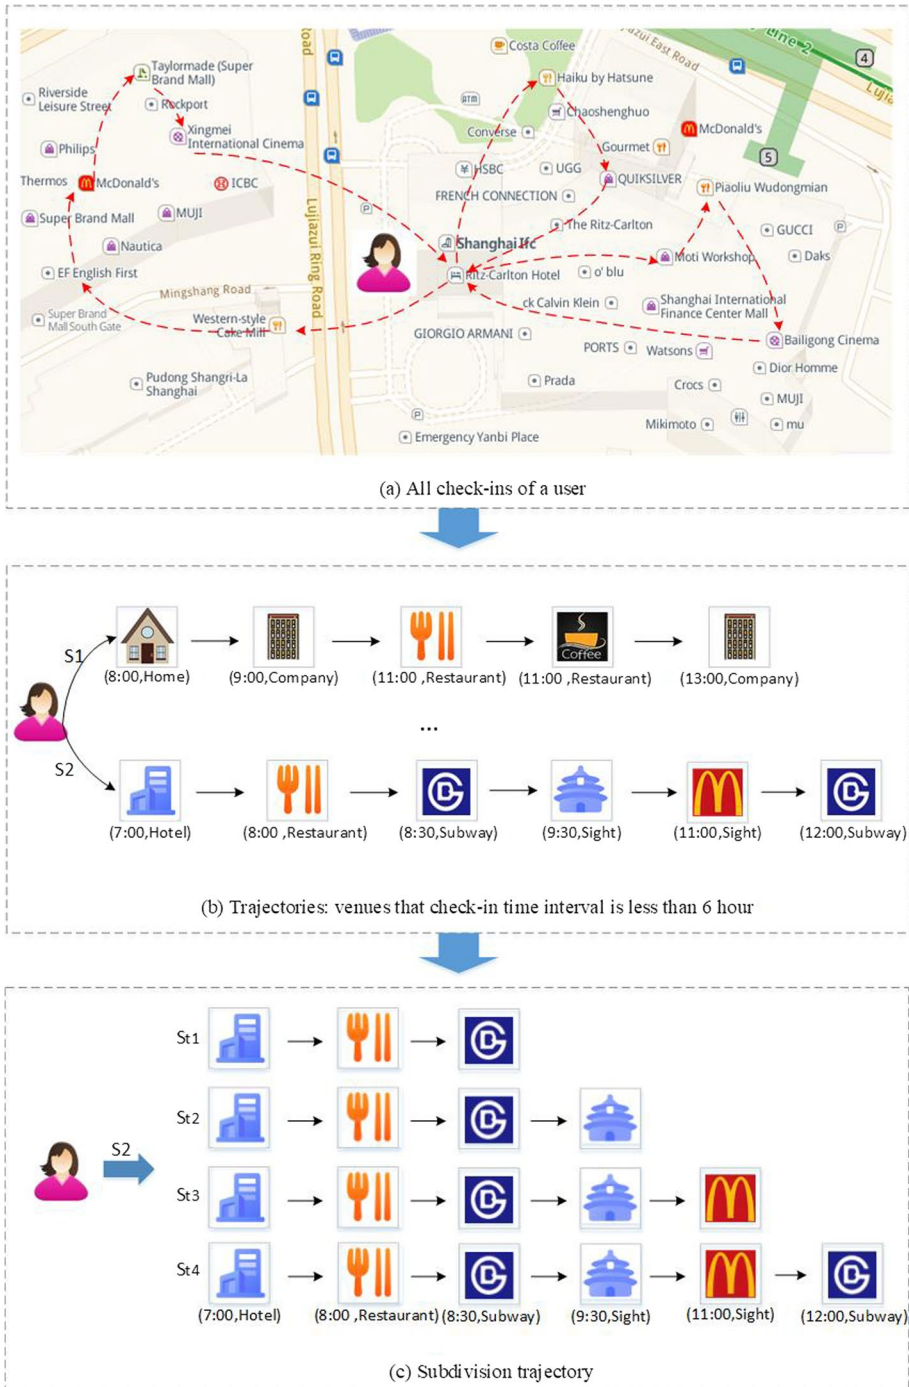 Costa Coffee
Lujiazui East Road
Line 2
4
Lujia
Road
Taylormade (Super
Brand Mall)
Haiku by Hatsune
Riverside
Leisure Street
Rockport
ATM
Chaoshenghuo
Xingmei
International Cinema
Converse
McDonald's
Philips
Gourmet
5
HSBC
UGG
Thermos
McDonald's
ICBC
QUIKSILVER
Piaoliu Wudongmian
FRENCH CONNECTION
P
P
Super Brand Mall
MUJI
The Ritz-Carlton
GUCCI
Nautica
Shanghai Ifc
Moti Workshop
Daks
EF English First
Ritz-Carlton Hotel
o' blu
Lujiazui Ring Road
Mingshang Road
ck Calvin Klein
Shanghai International
Finance Center Mall
Super Brand
Mall South Gate
Western-style
Cake Mill
GIORGIO ARMANI
Bailigong Cinema
PORTS
Watsons
Dior Homme
Pudong Shangri-La
Shanghai
Prada
Crocs
MUJI
P
Mikimoto
mu
Emergency Yanbi Place
(a) All check-ins of a user
S1
Coffee
(8:00,Home)
(9:00,Company)
(11:00 ,Restaurant)
(11:00 ,Restaurant)
(13:00,Company)
...
S2
(7:00,Hotel)
(8:00 ,Restaurant)
(8:30,Subway)
(9:30,Sight)
(11:00,Sight)
(12:00,Subway)
(b) Trajectories: venues that check-in time interval is less than 6 hour
St1
St2
S2
St3
St4
(7:00,Hotel)
(8:00 ,Restaurant)
(8:30,Subway)
(9:30,Sight)
(11:00,Sight)
(12:00,Subway)
(c) Subdivision trajectory